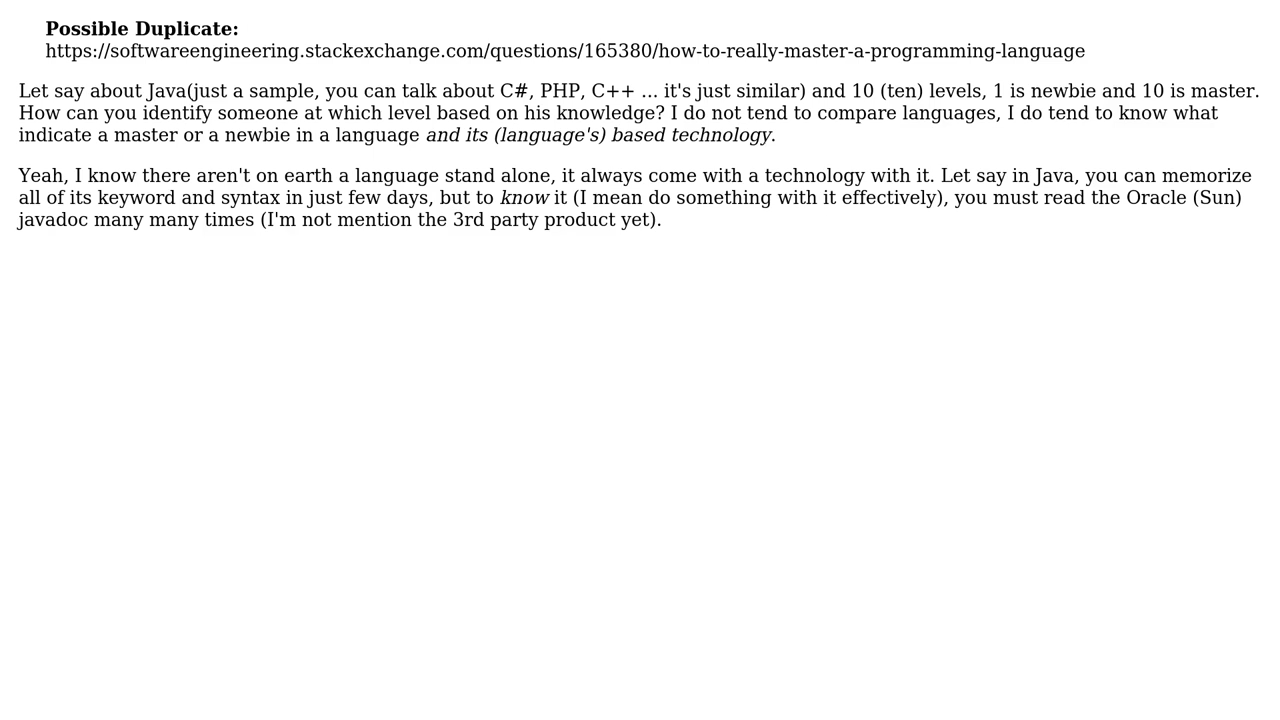 Possible Duplicate:
https://softwareengineering.stackexchange.com/questions/165380/how-to-really-master-a-programming-language
Let say about Java(just a sample, you can talk about C#, PHP, C++ ... it's just similar) and 10 (ten) levels, 1 is newbie and 10 is master.
How can you identify someone at which level based on his knowledge? I do not tend to compare languages, I do tend to know what
indicate a master or a newbie in a language and its (language's) based technology.
Yeah, I know there aren't on earth a language stand alone, it always come with a technology with it. Let say in Java, you can memorize
all of its keyword and syntax in just few days, but to know it (I mean do something with it effectively), you must read the Oracle (Sun)
javadoc many many times (I'm not mention the 3rd party product yet).